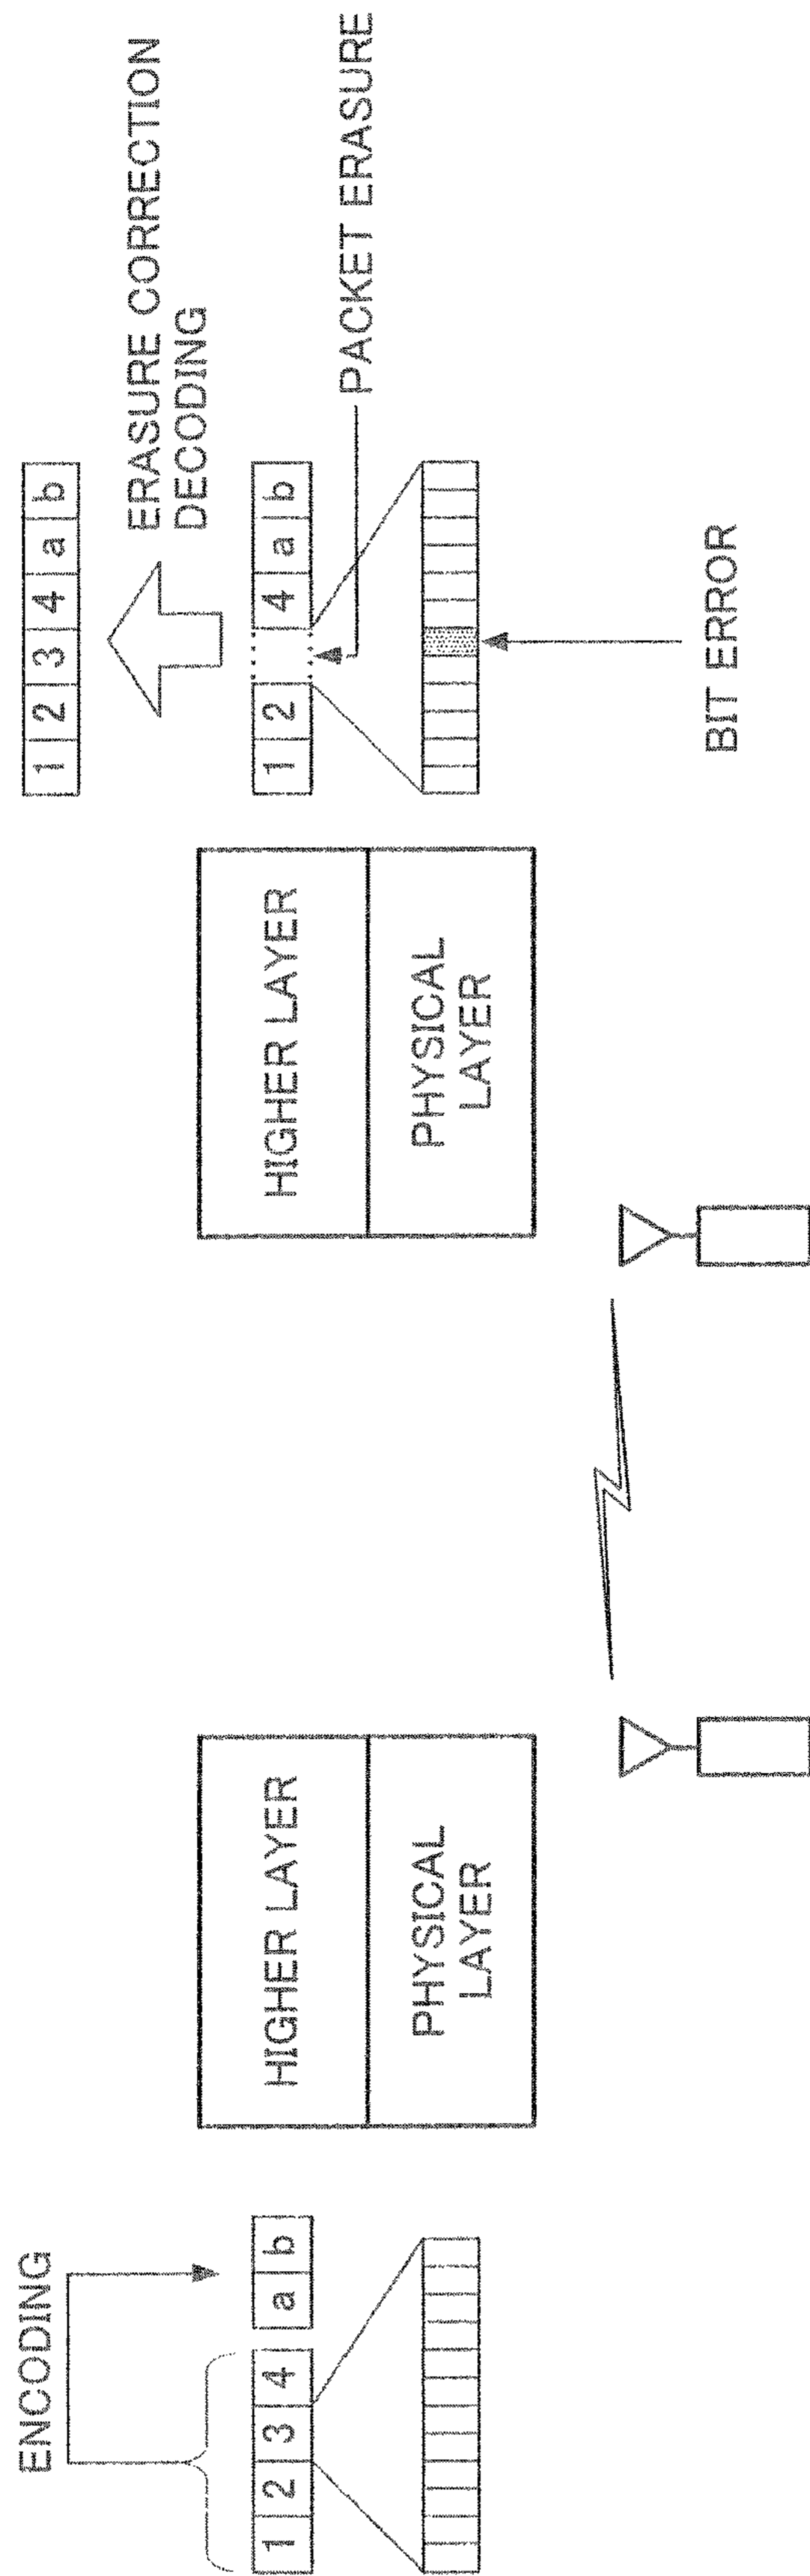 ENCODING
1 2 3 4
a b
HIGHER LAYER
PHYSICAL
LAYER
HIGHER LAYER
PHYSICAL
LAYER
1 2 3 4 a b
ERASURE CORRECTION
DECODING
1 2 4 a b
PACKET ERASURE
BIT ERROR